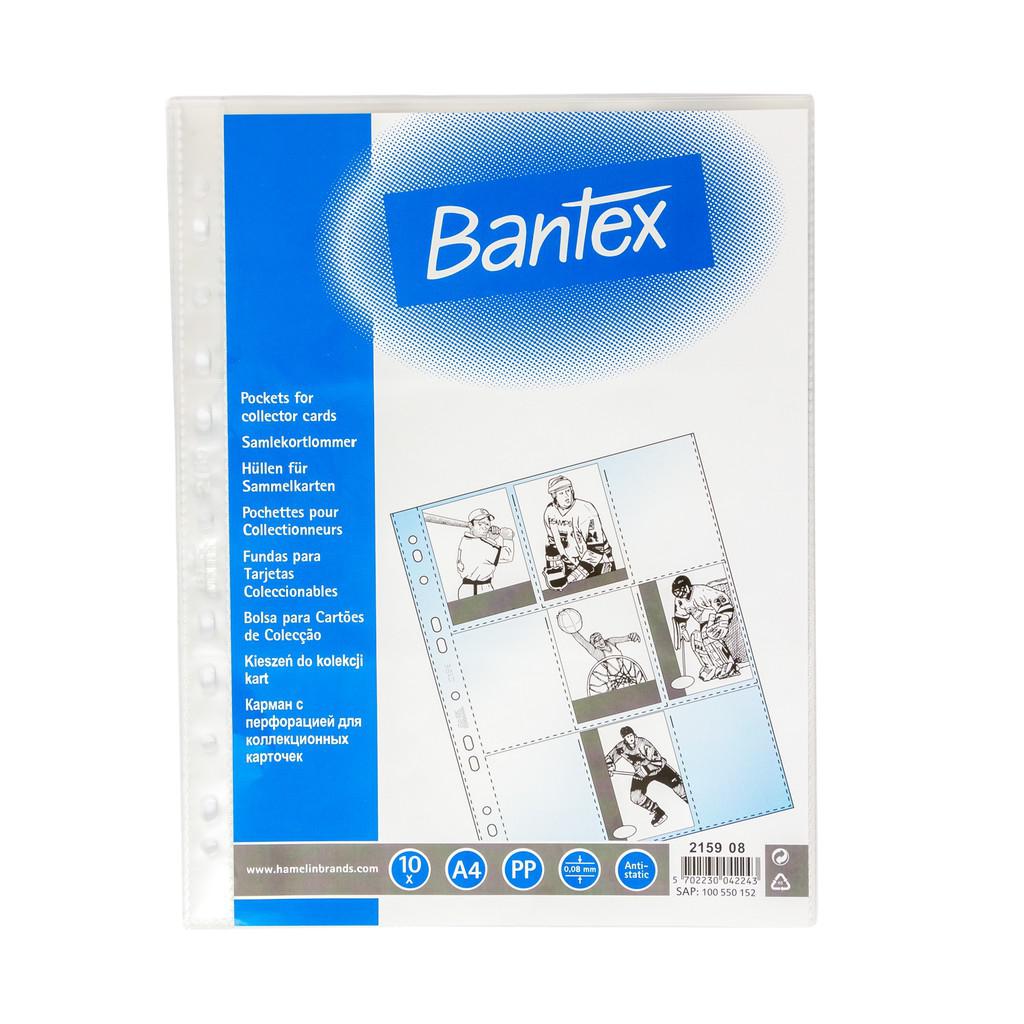 Bantex
Pockets for
collector cards
Samlekortlommer
Hüllen für
Sammelkarten
Pochettes pour
Collectionneurs
Fundas para
Tarjetas
Coleccionables
Bolsa para Cartões
de Colecção
Kieszeń do kolekcji
kart
Карман с
перфорацией для
коллекционных
карточек
www.hamelinbrands.com
10
x
A4
PP
0,08 mm
Anti-
static
2159 08
5 702230 042243
SAP: 100 550 152